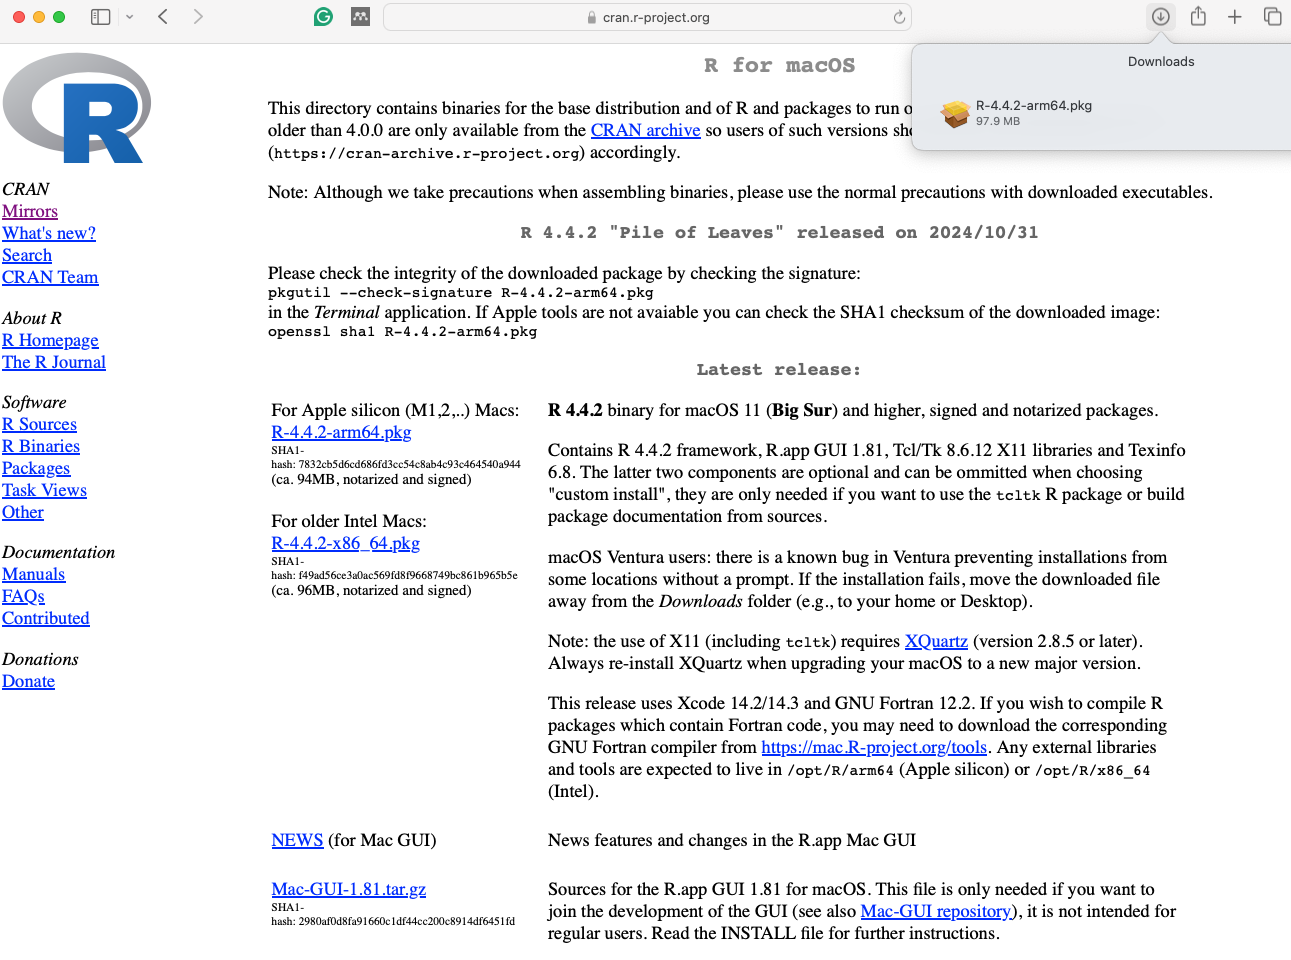 cran.r-project.org
Downloads
R-4.4.2-arm64.pkg
97.9 MB
R
CRAN
Mirrors
What's new?
Search
CRAN Team
About R
R Homepage
The R Journal
Software
R Sources
R Binaries
Packages
Task Views
Other
Documentation
Manuals
FAQs
Contributed
Donations
Donate
R for macOS
This directory contains binaries for the base distribution and of R and packages to run o
older than 4.0.0 are only available from the CRAN archive so users of such versions sho
(https://cran-archive.r-project.org) accordingly.
Note: Although we take precautions when assembling binaries, please use the normal precautions with downloaded executables.
R 4.4.2 "Pile of Leaves" released on 2024/10/31
Please check the integrity of the downloaded package by checking the signature:
pkgutil --check-signature R-4.4.2-arm64.pkg
in the Terminal application. If Apple tools are not avaiable you can check the SHA1 checksum of the downloaded image:
openssl sha1 R-4.4.2-arm64.pkg
Latest release:
For Apple silicon (M1,2,..) Macs:
R-4.4.2-arm64.pkg
SHA1-
hash: 7832cb5d6cd686fd3cc54c8ab4c93c464540a944
(ca. 94MB, notarized and signed)
For older Intel Macs:
R-4.4.2-x86_64.pkg
SHA1-
hash: f49ad56ce3a0ac569fd8f9668749bc861b965b5e
(ca. 96MB, notarized and signed)
R 4.4.2 binary for macOS 11 (Big Sur) and higher, signed and notarized packages.
Contains R 4.4.2 framework, R.app GUI 1.81, Tcl/Tk 8.6.12 X11 libraries and Texinfo
6.8. The latter two components are optional and can be ommitted when choosing
"custom install", they are only needed if you want to use the tcltk R package or build
package documentation from sources.
macOS Ventura users: there is a known bug in Ventura preventing installations from
some locations without a prompt. If the installation fails, move the downloaded file
away from the Downloads folder (e.g., to your home or Desktop).
Note: the use of X11 (including tcltk) requires XQuartz (version 2.8.5 or later).
Always re-install XQuartz when upgrading your macOS to a new major version.
This release uses Xcode 14.2/14.3 and GNU Fortran 12.2. If you wish to compile R
packages which contain Fortran code, you may need to download the corresponding
GNU Fortran compiler from https://mac.R-project.org/tools. Any external libraries
and tools are expected to live in /opt/R/arm64 (Apple silicon) or /opt/R/x86_64
(Intel).
NEWS (for Mac GUI)
News features and changes in the R.app Mac GUI
Mac-GUI-1.81.tar.gz
SHA1-
hash: 2980af0d8fa91660c1df44cc200c8914df6451fd
Sources for the R.app GUI 1.81 for macOS. This file is only needed if you want to
join the development of the GUI (see also Mac-GUI repository), it is not intended for
regular users. Read the INSTALL file for further instructions.